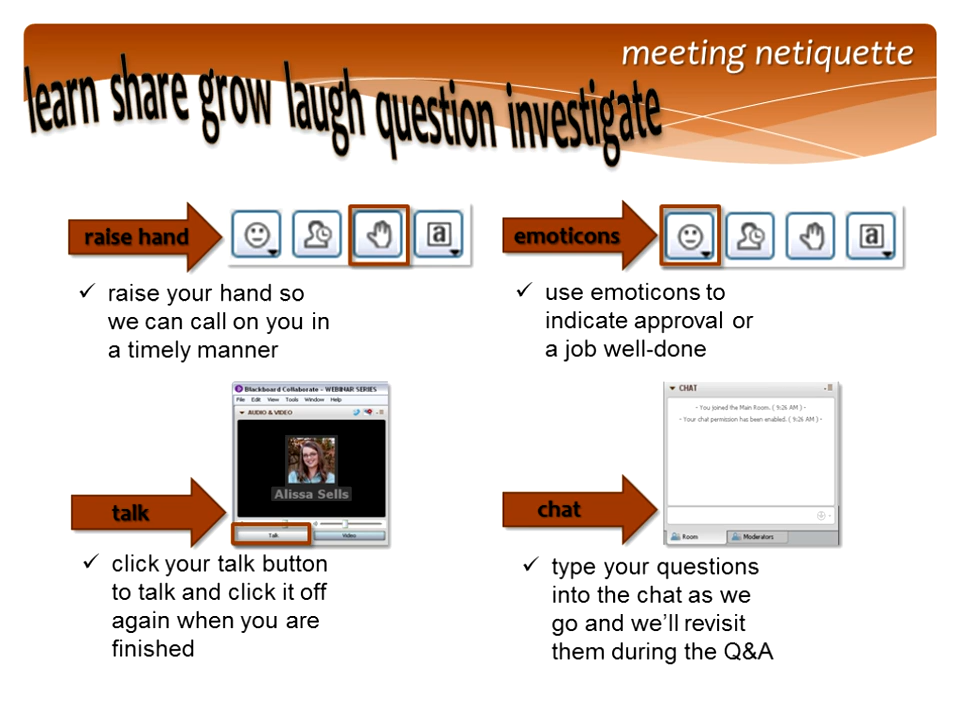 meeting netiquette
learn share grow laugh question investigate
raise hand
a
✓ raise your hand so
we can call on you in
a timely manner
emoticons
a
✓ use emoticons to
indicate approval or
a job well-done
talk
Blackboard Collaborate – WEBINAR SERIES
File Edit View Tools Window Help
AUDIO & VIDEO
Alissa Sells
Talk Video
✓ click your talk button
to talk and click it off
again when you are
finished
chat
CHAT
- You joined the Main Room. ( 9:26 AM ) -
- Your chat permission has been enabled. ( 9:26 AM ) -
Room Moderators
✓ type your questions
into the chat as we
go and we’ll revisit
them during the Q&A